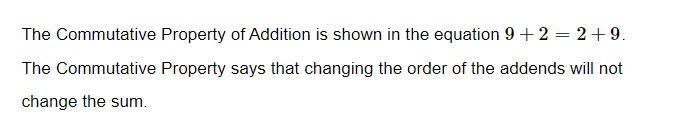 The Commutative Property of Addition is shown in the equation 9 + 2 = 2 + 9.
The Commutative Property says that changing the order of the addends will not
change the sum.